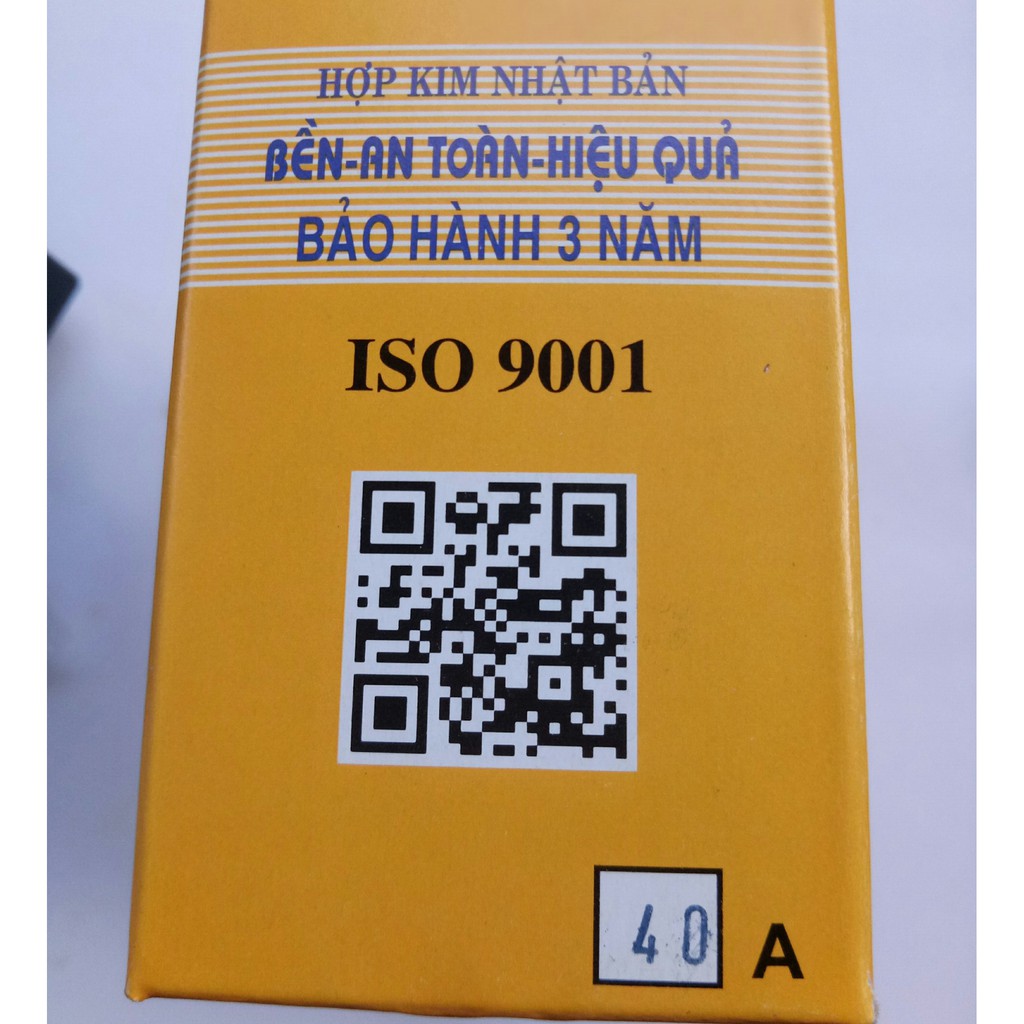 HỢP KIM NHẬT BẢN
BỀN-AN TOÀN-HIỆU QUẢ
BẢO HÀNH 3 NĂM
ISO 9001
40 A